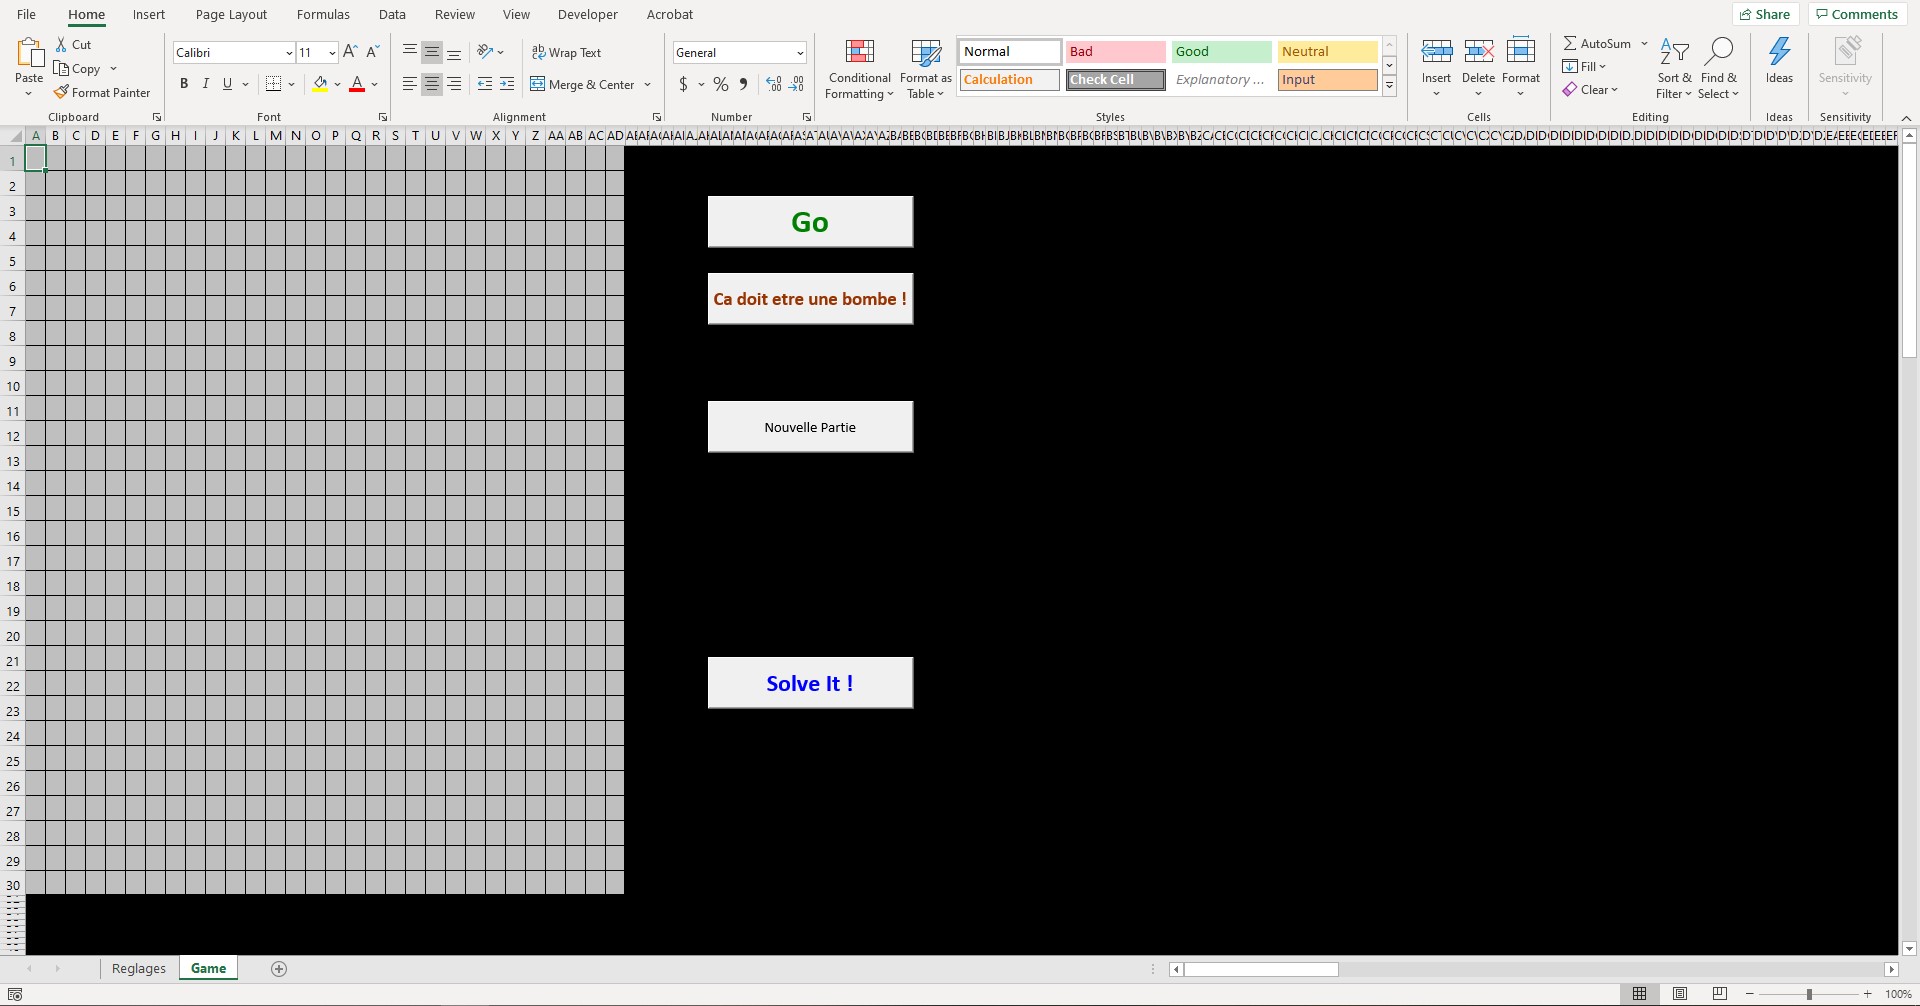 File Home Insert Page Layout Formulas Data Review View Developer Acrobat Share Comments
Paste Cut Copy Format Painter Clipboard
Calibri 11 A A B I U A Font
ab Wrap Text Merge & Center Alignment
General $ % Number
Conditional Formatting Format as Table
Normal Bad Good Neutral
Calculation Check Cell Explanatory ... Input
Styles
Insert Delete Format Cells
AutoSum Fill Clear Sort & Filter Find & Select Editing
Ideas Ideas
Sensitivity Sensitivity
A B C D E F G H I J K L M N O P Q R S T U V W X Y Z AA AB AC AD
1
2
3
Go
4
5
6
Ca doit etre une bombe !
7
8
9
10
11
Nouvelle Partie
12
13
14
15
16
17
18
19
20
21
Solve It !
22
23
24
25
26
27
28
29
30
Reglages Game
100%